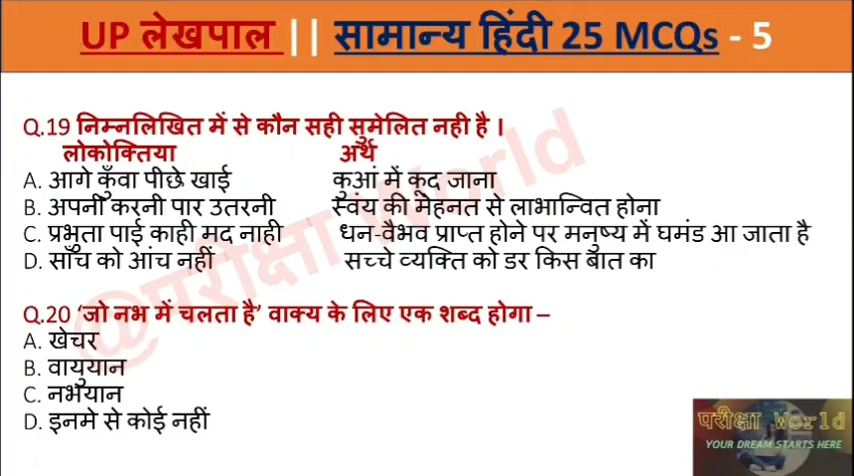 UP लेखपाल || सामान्य हिंदी 25 MCQs - 5
Q.19 निम्नलिखित में से कौन सही सुमेलित नही है ।
लोकोक्तिया अर्थ
A. आगे कुँवा पीछे खाई कुआं में कूद जाना
B. अपनी करनी पार उतरनी स्वंय की मेहनत से लाभान्वित होना
C. प्रभुता पाई काही मद नाही धन-वैभव प्राप्त होने पर मनुष्य में घमंड आ जाता है
D. साँच को आंच नहीं सच्चे व्यक्ति को डर किस बात का
Q.20 ‘जो नभ में चलता है’ वाक्य के लिए एक शब्द होगा –
A. खेचर
B. वायुयान
C. नभयान
D. इनमे से कोई नहीं
@परीक्षा World
परीक्षा World
YOUR DREAM STARTS HERE